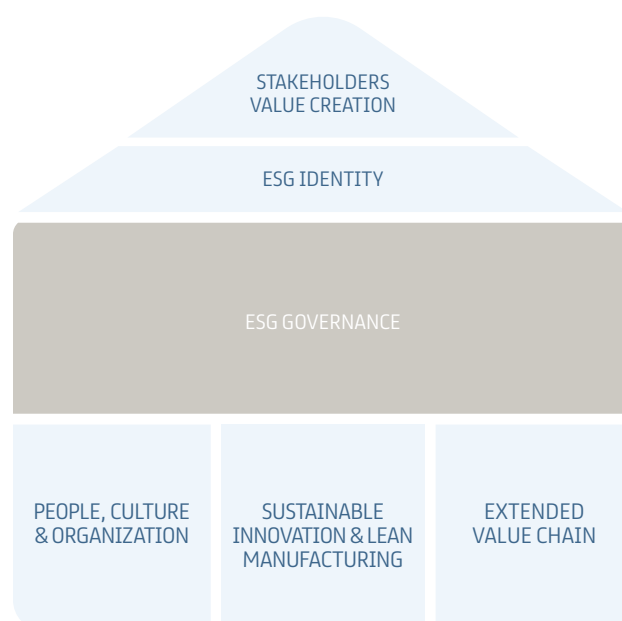 STAKEHOLDERS
VALUE CREATION
ESG IDENTITY
ESG GOVERNANCE
PEOPLE, CULTURE
& ORGANIZATION
SUSTAINABLE
INNOVATION & LEAN
MANUFACTURING
EXTENDED
VALUE CHAIN